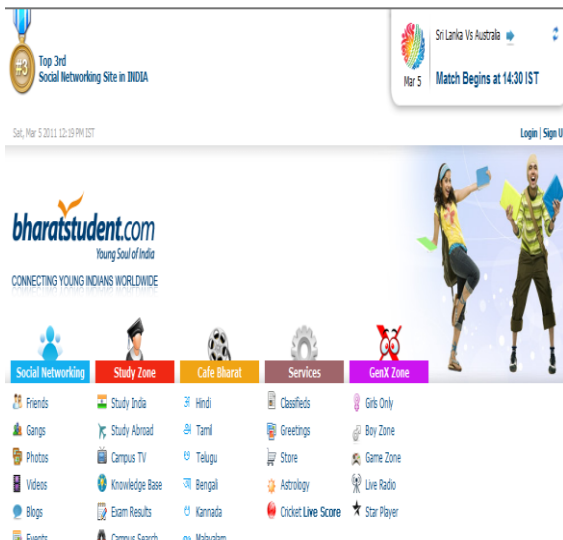 #3
Top 3rd
Social Networking Site in INDIA
Sri Lanka Vs Australia
Mar 5
Match Begins at 14:30 IST
Sat, Mar 5 2011 12:19 PM IST
Login | Sign U
bharatstudent.com
Young Soul of India
CONNECTING YOUNG INDIANS WORLDWIDE
Social Networking
Friends
Gangs
Photos
Videos
Blogs
Events
Study Zone
Study India
Study Abroad
Campus TV
Knowledge Base
Exam Results
Campus Search
Cafe Bharat
अ Hindi
Tamil
Telugu
Bengali
Kannada
Malayalam
Services
Classifieds
Greetings
Store
Astrology
Cricket Live Score
GenX Zone
Girls Only
Boy Zone
Game Zone
Live Radio
Star Player